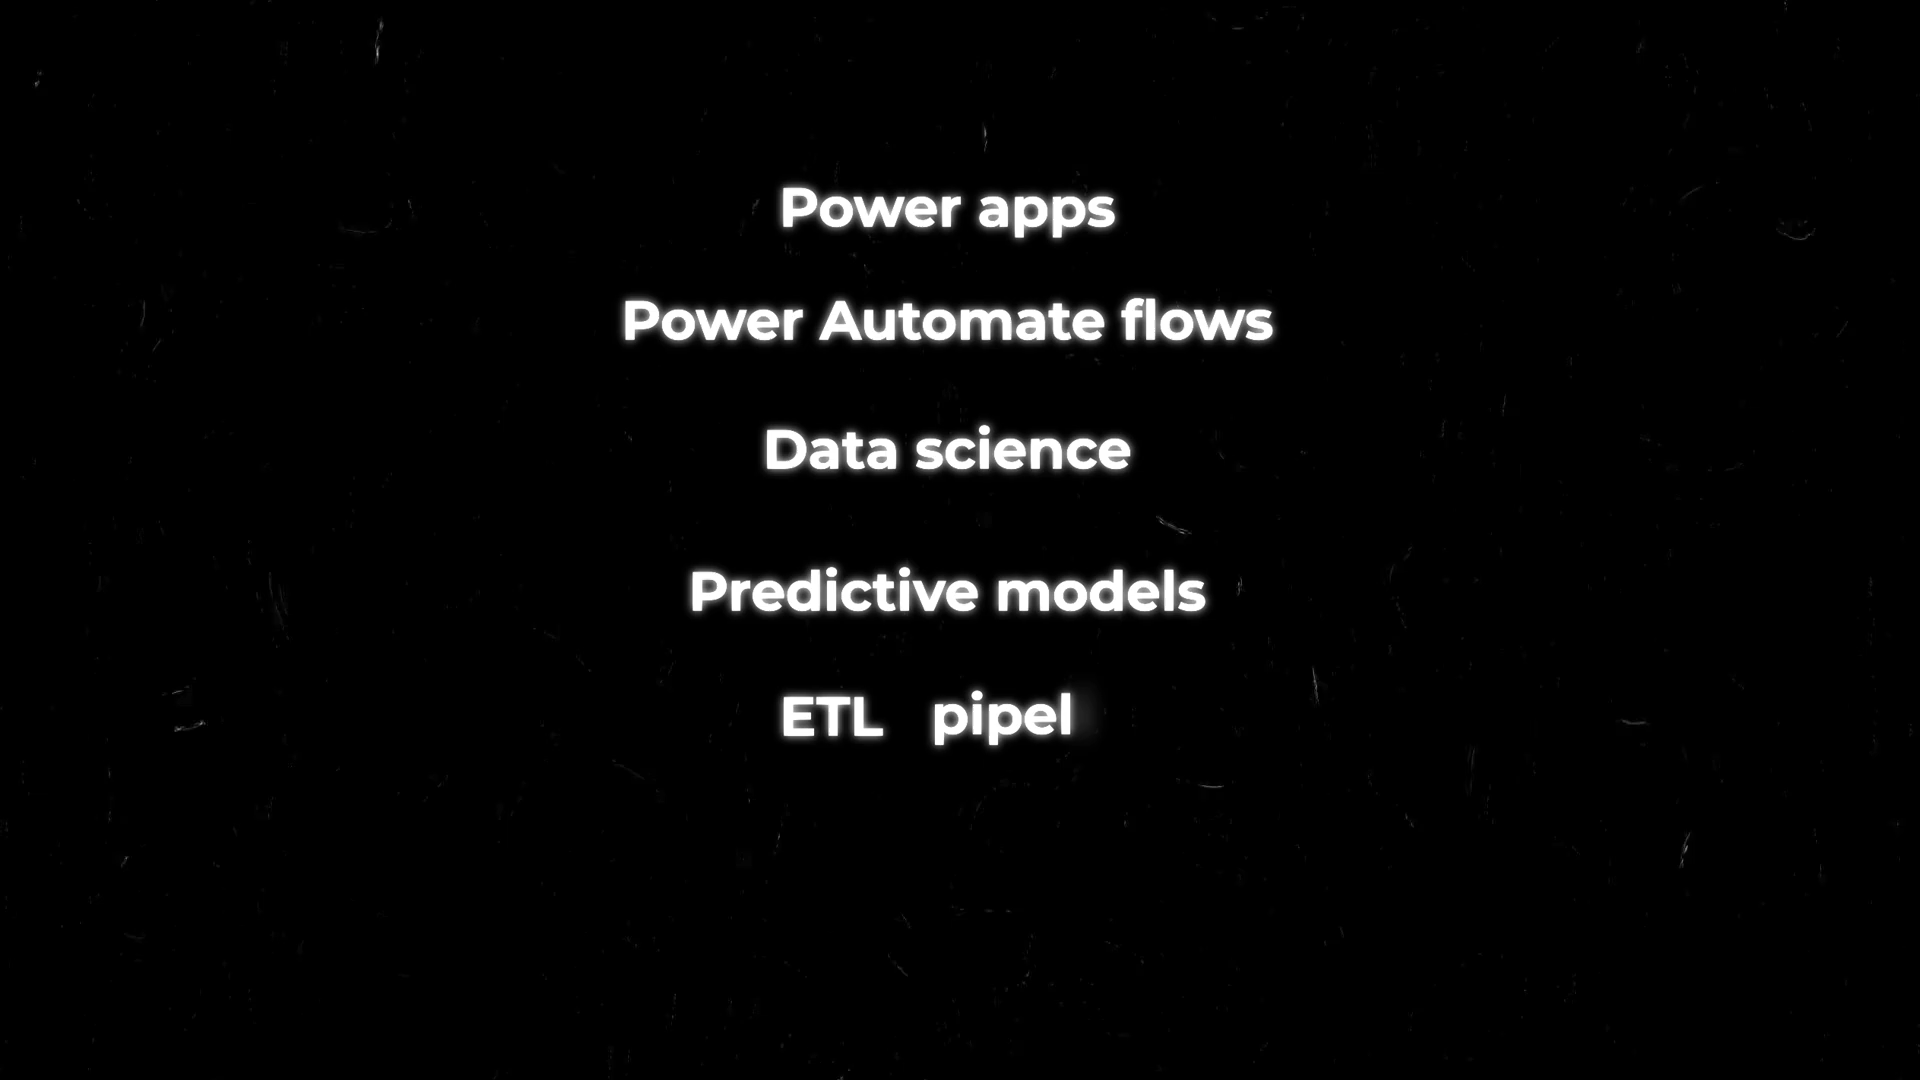 Power apps
Power Automate flows
Data science
Predictive models
ETL pipel